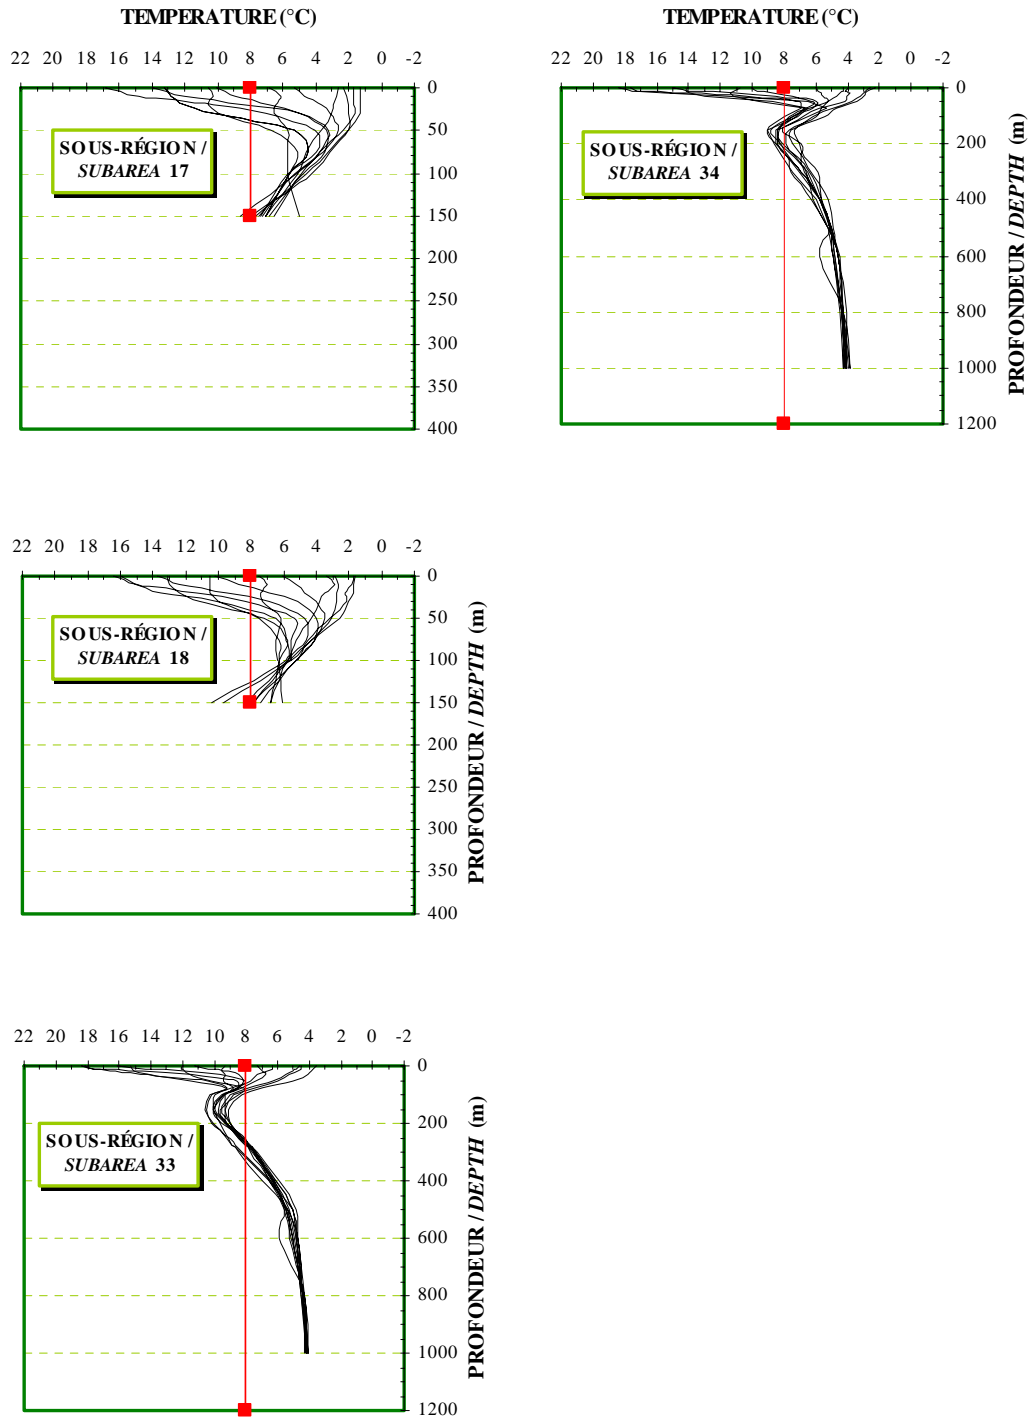 TEMPERATURE (°C)
22 20 18 16 14 12 10 8 6 4 2 0 -2
0
50
100
150
200
250
300
350
400
SOUS-RÉGION /
SUBAREA 17
TEMPERATURE (°C)
22 20 18 16 14 12 10 8 6 4 2 0 -2
0
200
400
600
800
1000
1200
SOUS-RÉGION /
SUBAREA 34
PROFONDEUR / DEPTH (m)
22 20 18 16 14 12 10 8 6 4 2 0 -2
0
50
100
150
200
250
300
350
400
SOUS-RÉGION /
SUBAREA 18
PROFONDEUR / DEPTH (m)
22 20 18 16 14 12 10 8 6 4 2 0 -2
0
200
400
600
800
1000
1200
SOUS-RÉGION /
SUBAREA 33
PROFONDEUR / DEPTH (m)